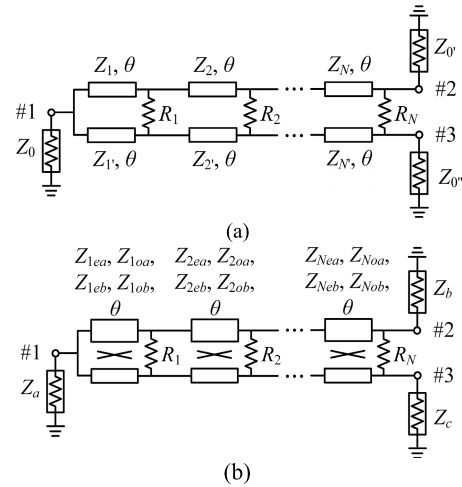 Z0'
Z1, θ
Z2, θ
ZN, θ
#1
R1
R2
...
RN
#2
#3
Z0
Z1', θ
Z2', θ
ZN', θ
Z0"
(a)
Z1ea, Z1oa,
Z2ea, Z2oa,
ZNea, ZNoa,
Z1eb, Z1ob,
Z2eb, Z2ob,
ZNeb, ZNob,
Zb
θ
θ
θ
#1
R1
R2
...
RN
#2
#3
Za
Zc
(b)